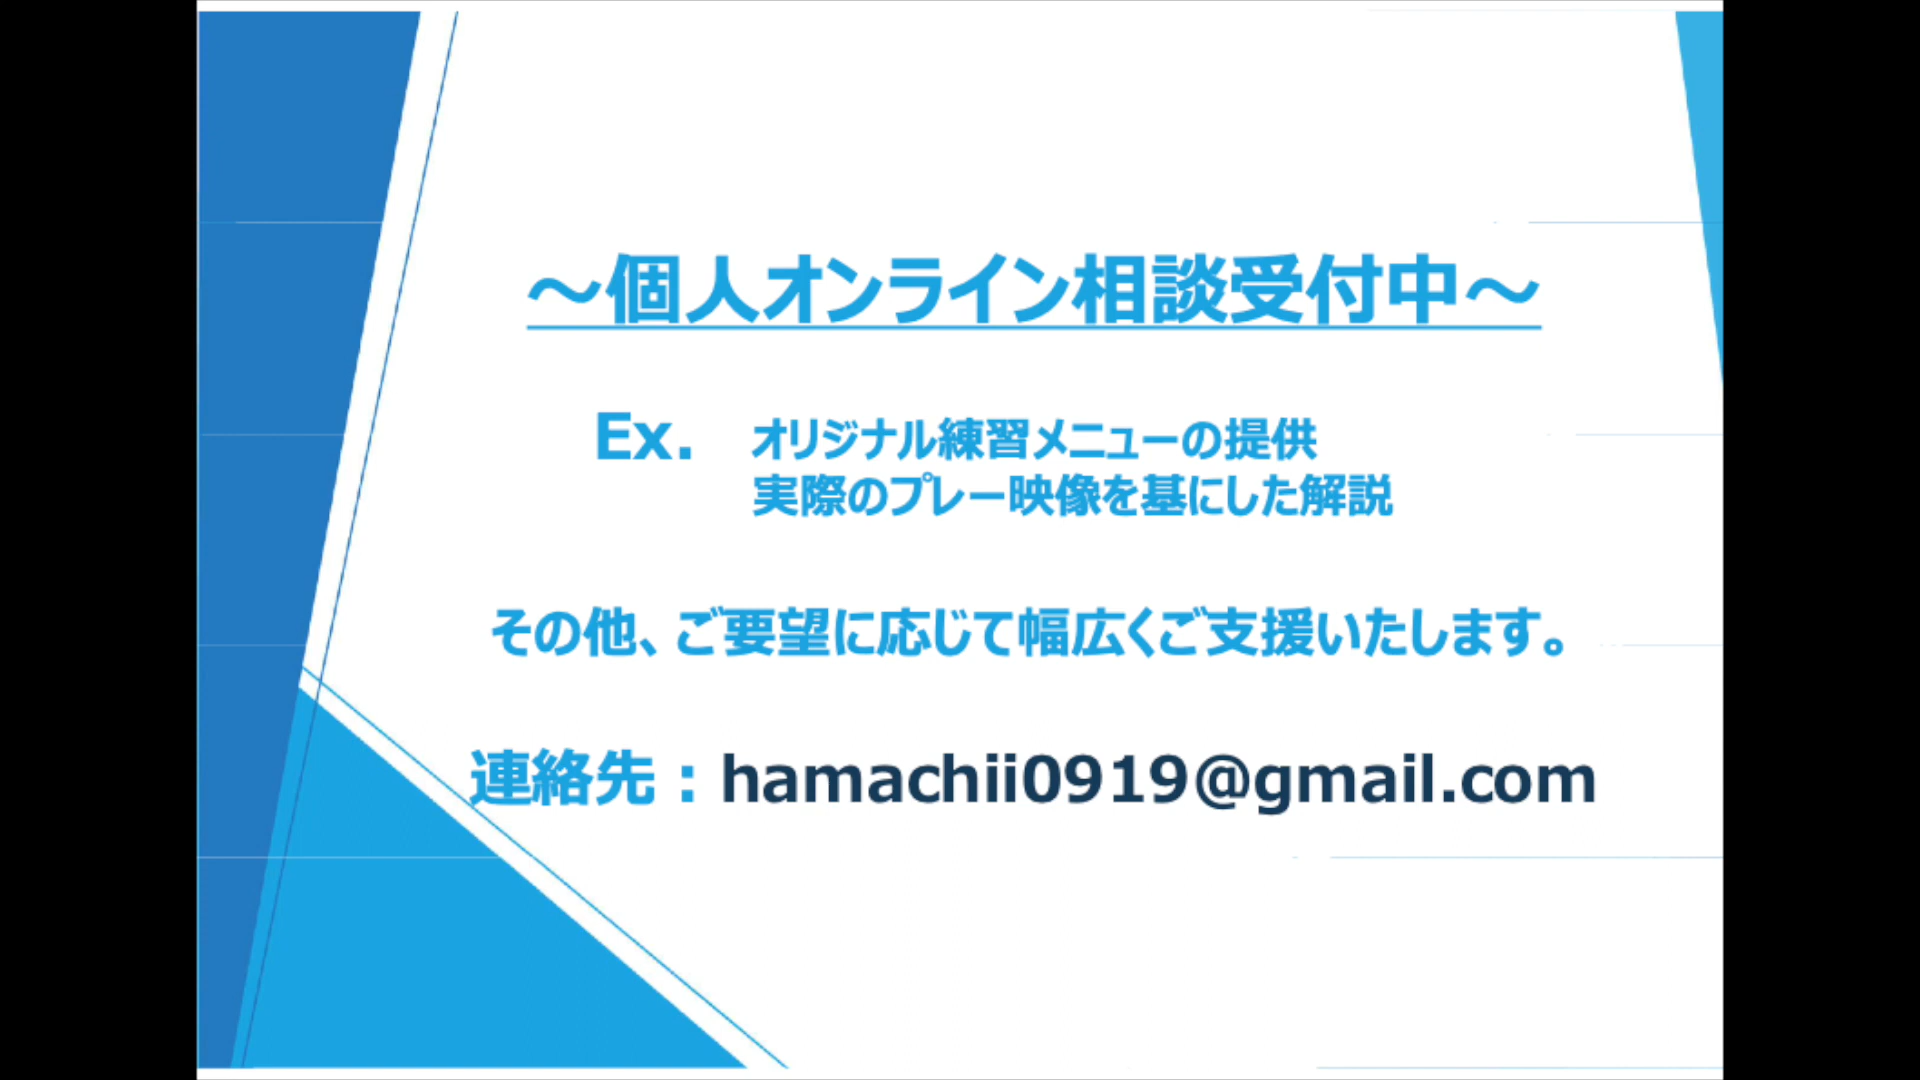 ～個人オンライン相談受付中～
Ex. オリジナル練習メニューの提供
実際のプレー映像を基にした解説
その他、ご要望に応じて幅広くご支援いたします。
連絡先：hamachii0919@gmail.com